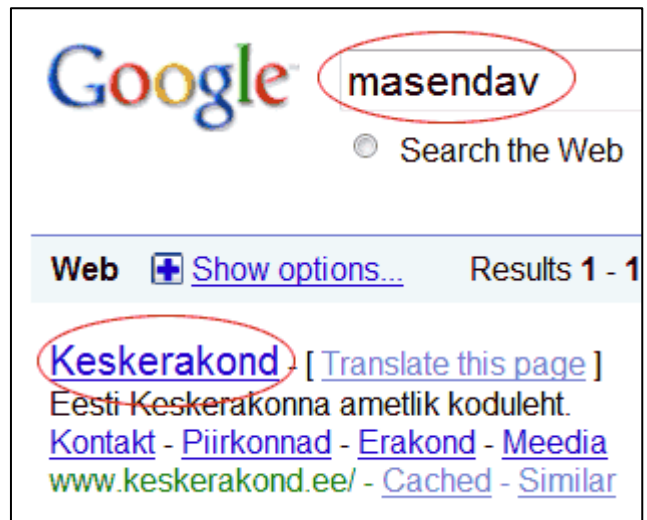 Google™ masendav
Search the Web
Web Show options... Results 1 - 1
Keskerakond - [ Translate this page ]
Eesti Keskerakonna ametlik koduleht.
Kontakt - Piirkonnad - Erakond - Meedia
www.keskerakond.ee/ - Cached - Similar